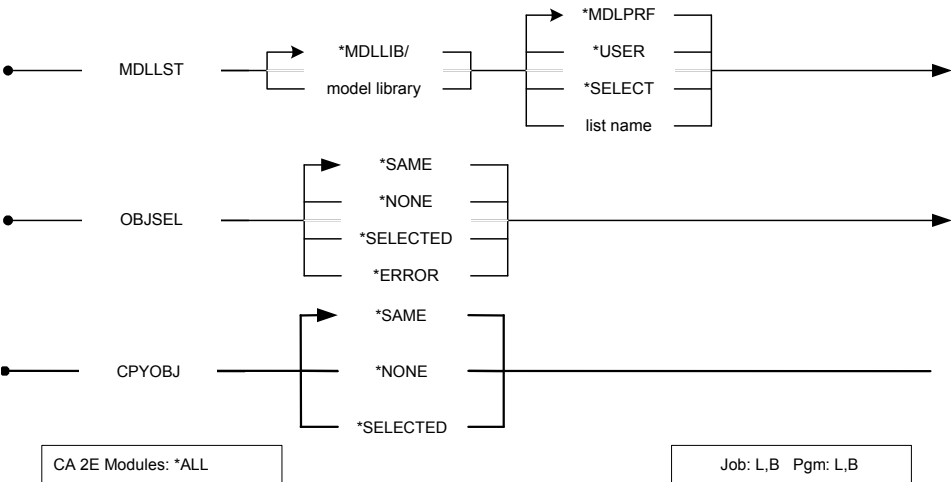 *MDLPRF
*MDLLIB/
*USER
MDLLST
model library
*SELECT
list name
*SAME
*NONE
OBJSEL
*SELECTED
*ERROR
*SAME
CPYOBJ
*NONE
*SELECTED
CA 2E Modules: *ALL
Job: L,B Pgm: L,B